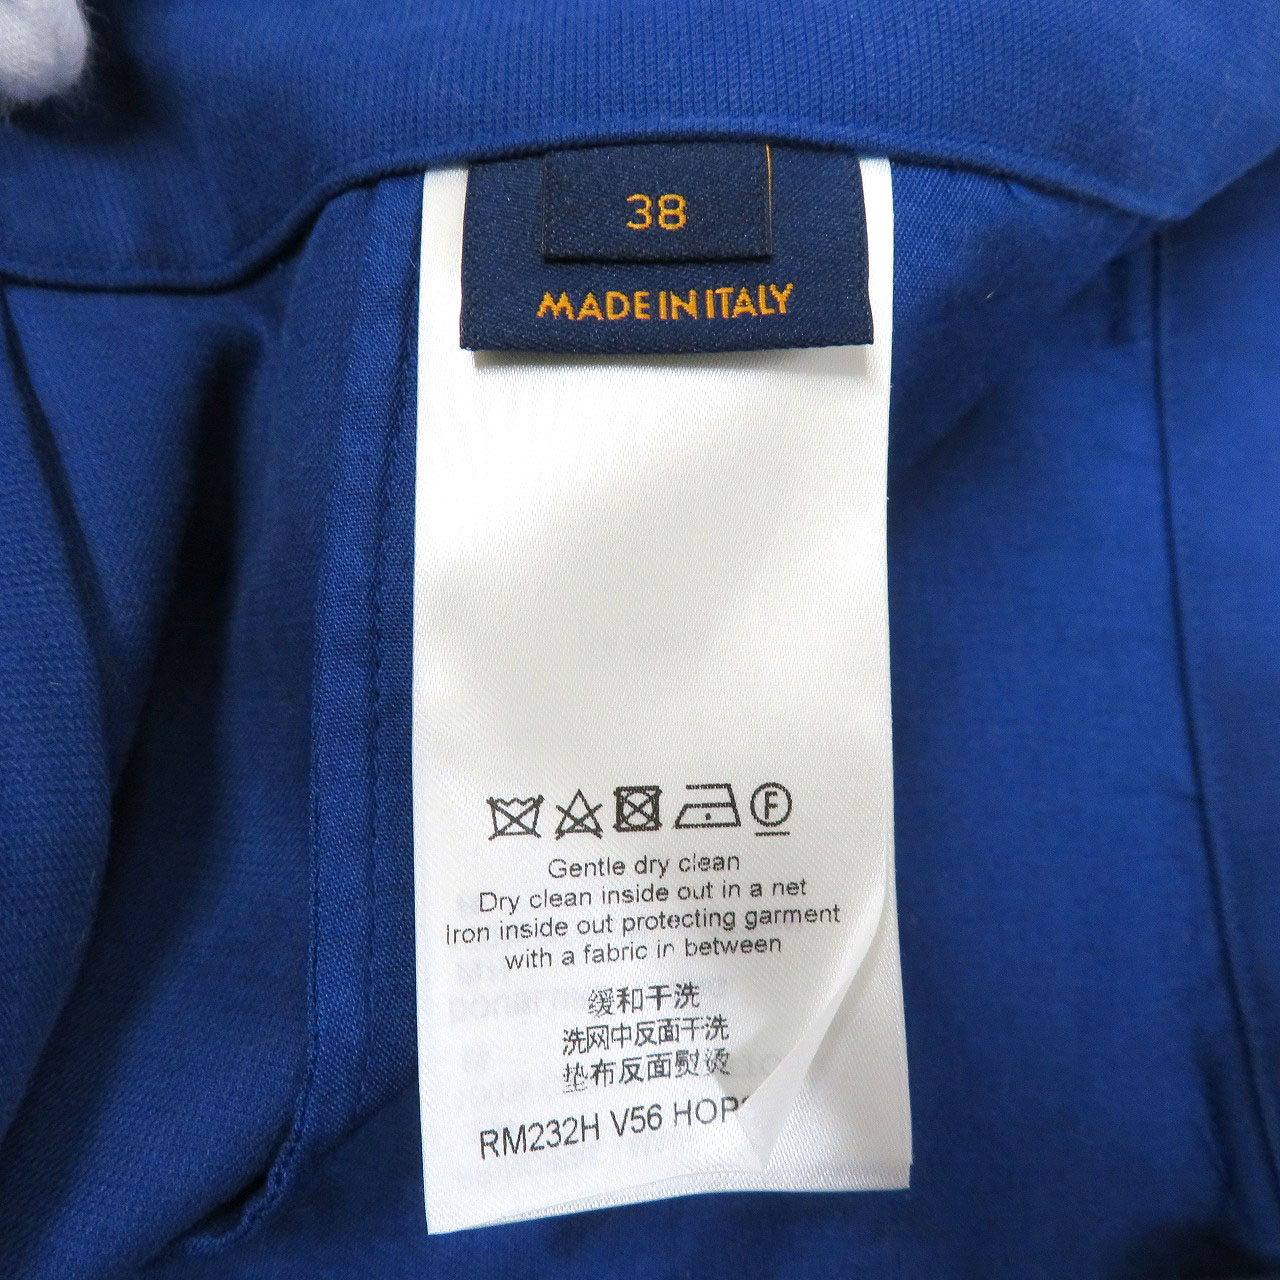 38
MADE IN ITALY
F
Gentle dry clean
Dry clean inside out in a net
Iron inside out protecting garment
with a fabric in between
缓和干洗
洗网中反面干洗
垫布反面熨烫
RM232H V56